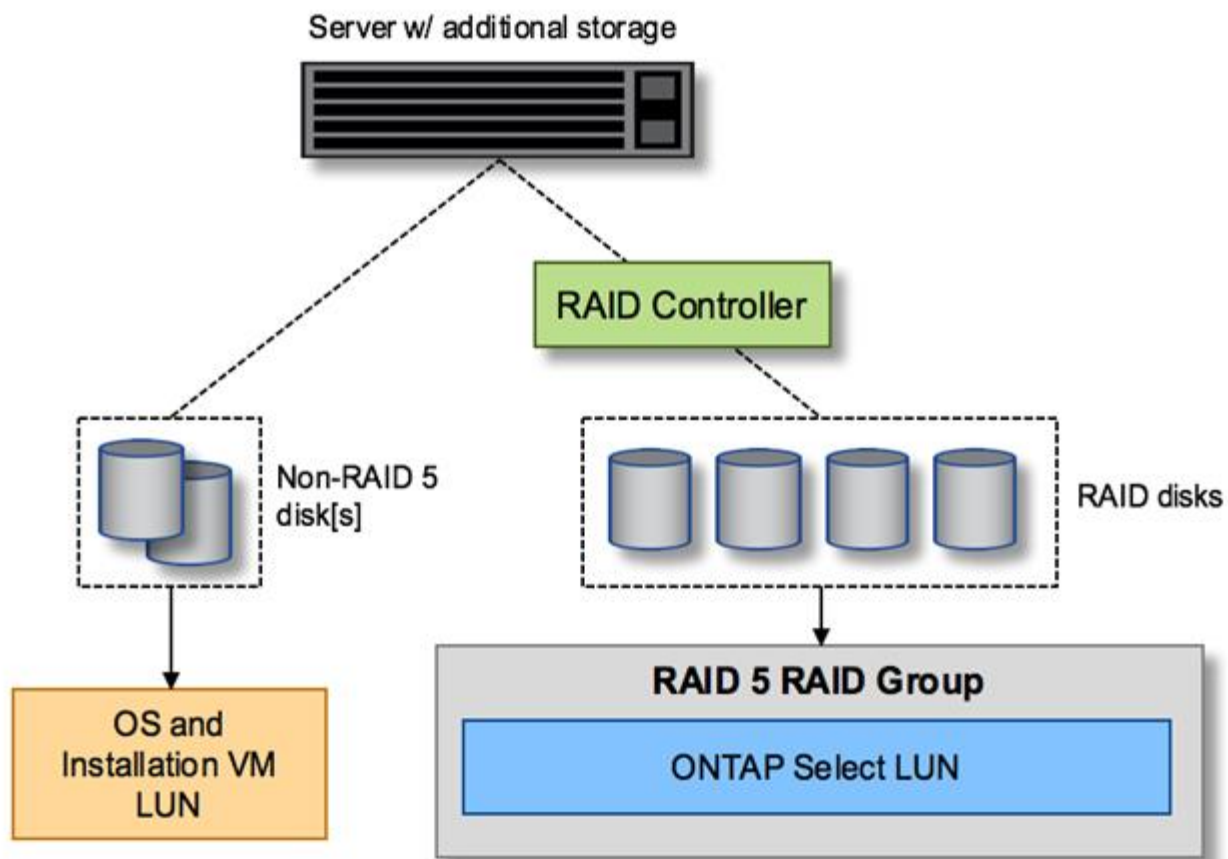 Server w/ additional storage
RAID Controller
Non-RAID 5
disk[s]
RAID disks
OS and
Installation VM
LUN
RAID 5 RAID Group
ONTAP Select LUN